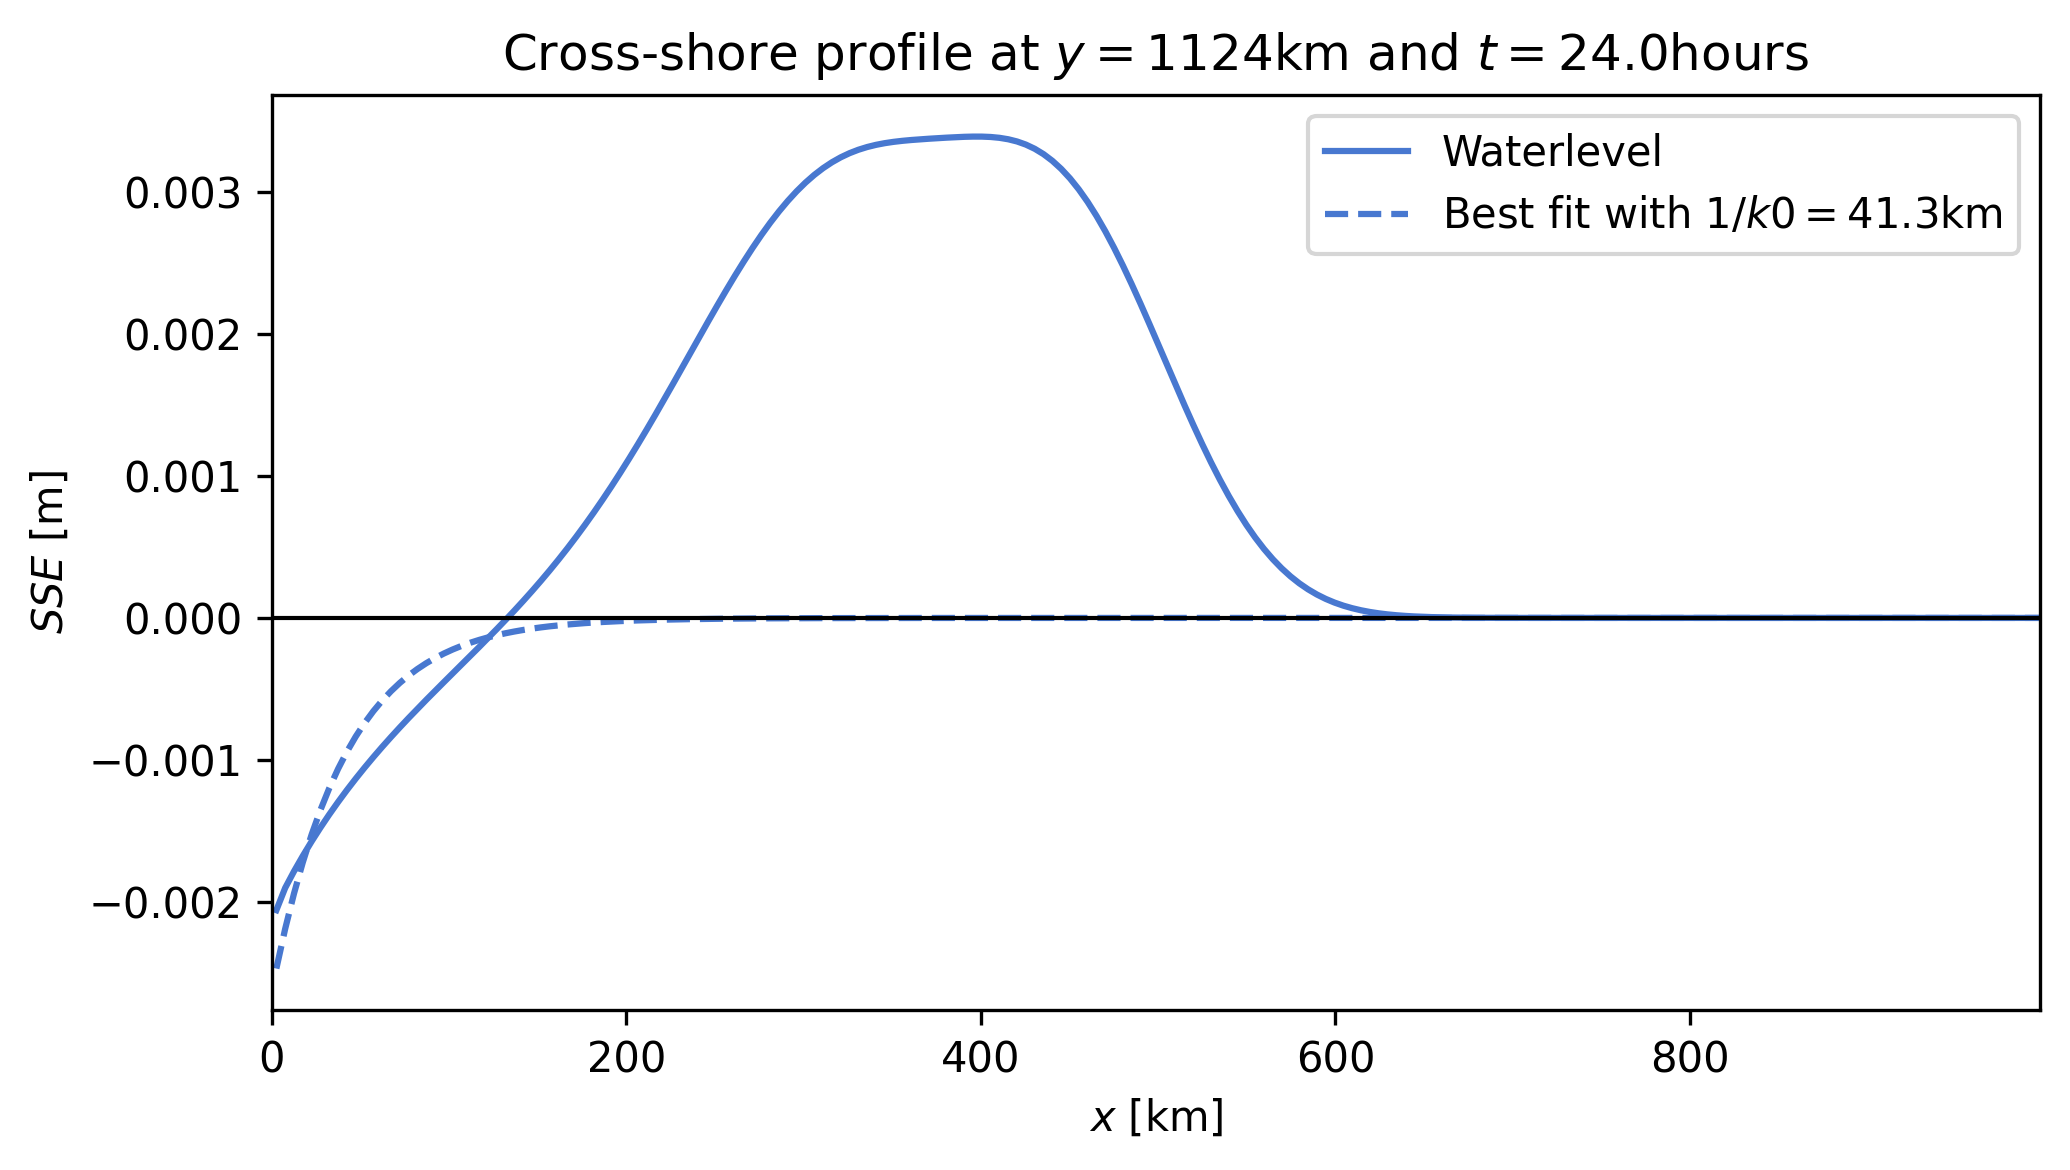 Cross-shore profile at y = 1124km and t = 24.0hours
Waterlevel
Best fit with 1/k0 = 41.3km
SSE [m]
0.003
0.002
0.001
0.000
−0.001
−0.002
0 200 400 600 800
x [km]